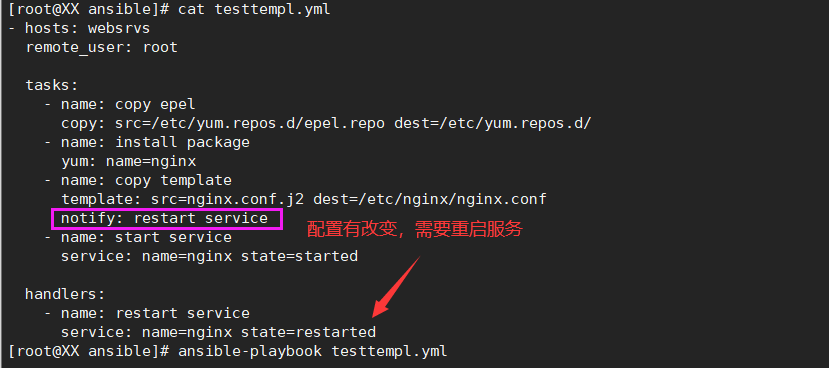 [root@XX ansible]# cat testtempl.yml
- hosts: websrvs
  remote_user: root

  tasks:
    - name: copy epel
      copy: src=/etc/yum.repos.d/epel.repo dest=/etc/yum.repos.d/
    - name: install package
      yum: name=nginx
    - name: copy template
      template: src=nginx.conf.j2 dest=/etc/nginx/nginx.conf
      notify: restart service
配置有改变，需要重启服务
    - name: start service
      service: name=nginx state=started

  handlers:
    - name: restart service
      service: name=nginx state=restarted
[root@XX ansible]# ansible-playbook testtempl.yml